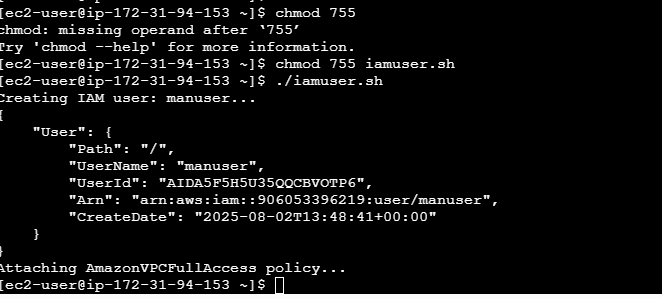 [ec2-user@ip-172-31-94-153 ~]$ chmod 755
chmod: missing operand after ‘755’
Try 'chmod --help' for more information.
[ec2-user@ip-172-31-94-153 ~]$ chmod 755 iamuser.sh
[ec2-user@ip-172-31-94-153 ~]$ ./iamuser.sh
Creating IAM user: manuser...
{
    "User": {
        "Path": "/",
        "UserName": "manuser",
        "UserId": "AIDA5F5H5U35QQCBVOTP6",
        "Arn": "arn:aws:iam::906053396219:user/manuser",
        "CreateDate": "2025-08-02T13:48:41+00:00"
    }
}
Attaching AmazonVPCFullAccess policy...
[ec2-user@ip-172-31-94-153 ~]$